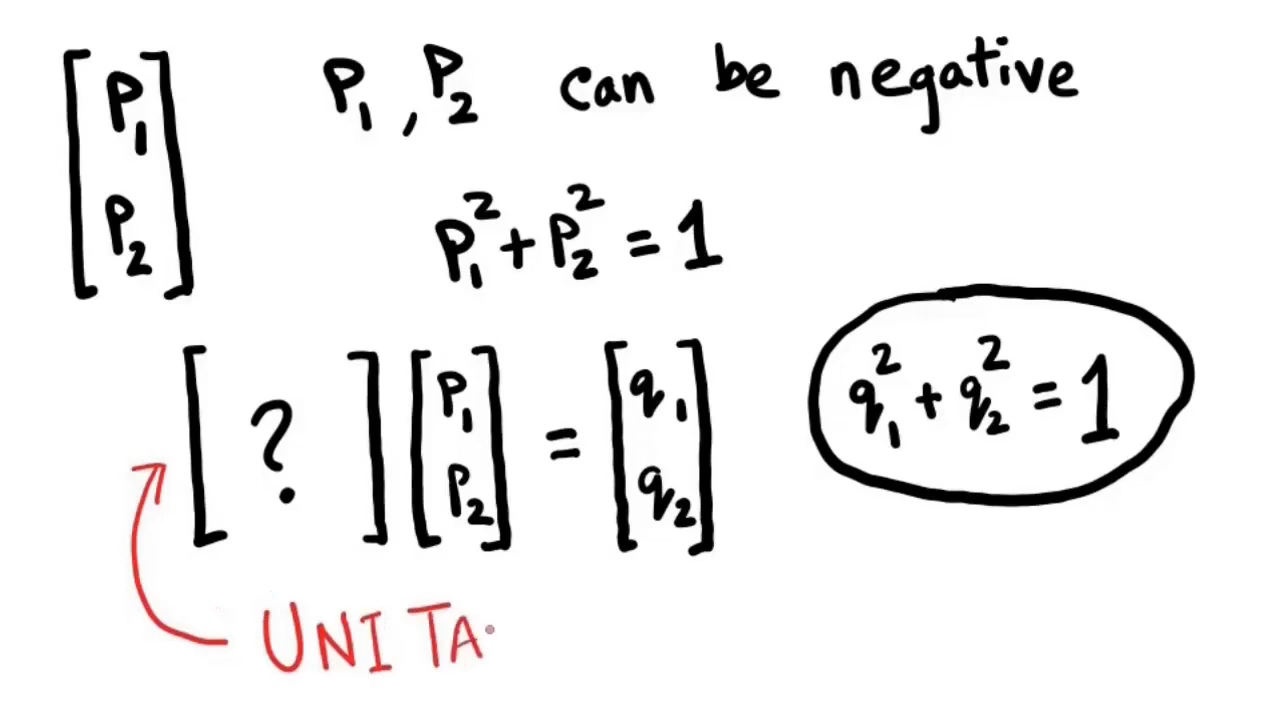 [p₁ p₂] p₁, p₂ can be negative
p₁² + p₂² = 1
[?] [p₁ p₂] = [q₁ q₂] q₁² + q₂² = 1
UNITA